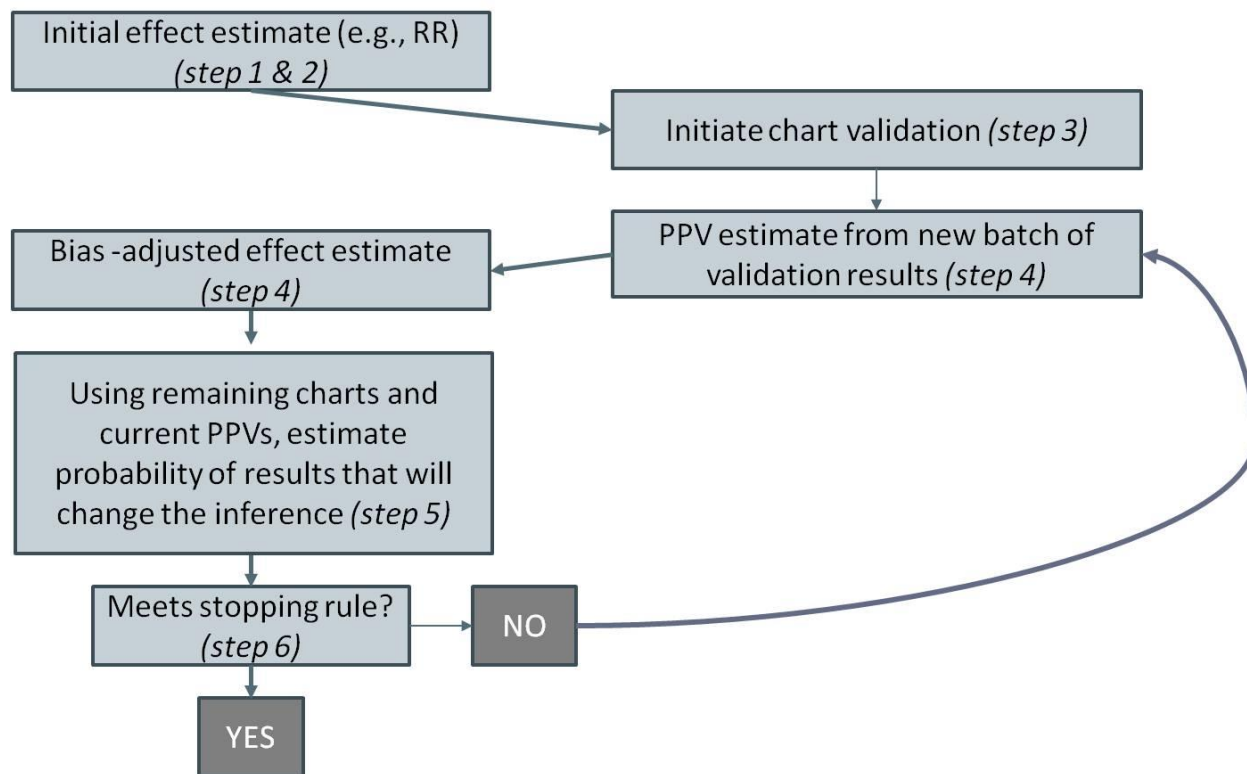 Initial effect estimate (e.g., RR)
(step 1 & 2)
Initiate chart validation (step 3)
PPV estimate from new batch of
validation results (step 4)
Bias -adjusted effect estimate
(step 4)
Using remaining charts and
current PPVs, estimate
probability of results that will
change the inference (step 5)
Meets stopping rule?
(step 6)
NO
YES